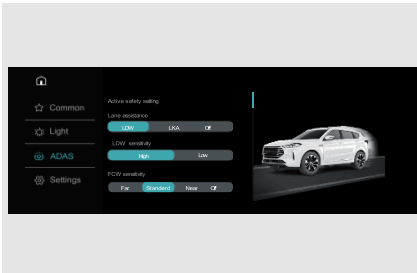 Common
Light
ADAS
Settings
Active safety setting
Lane assistance
LDW LKA Off
LDW sensitivity
High Low
FCW sensitivity
Far Standard Near Off